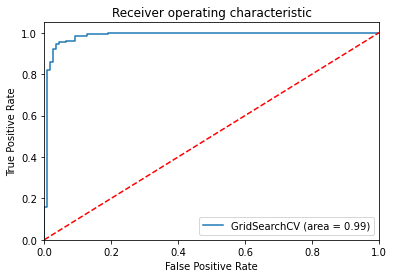 Receiver operating characteristic
True Positive Rate
1.0
0.8
0.6
0.4
0.2
0.0
GridSearchCV (area = 0.99)
0.0 0.2 0.4 0.6 0.8 1.0
False Positive Rate